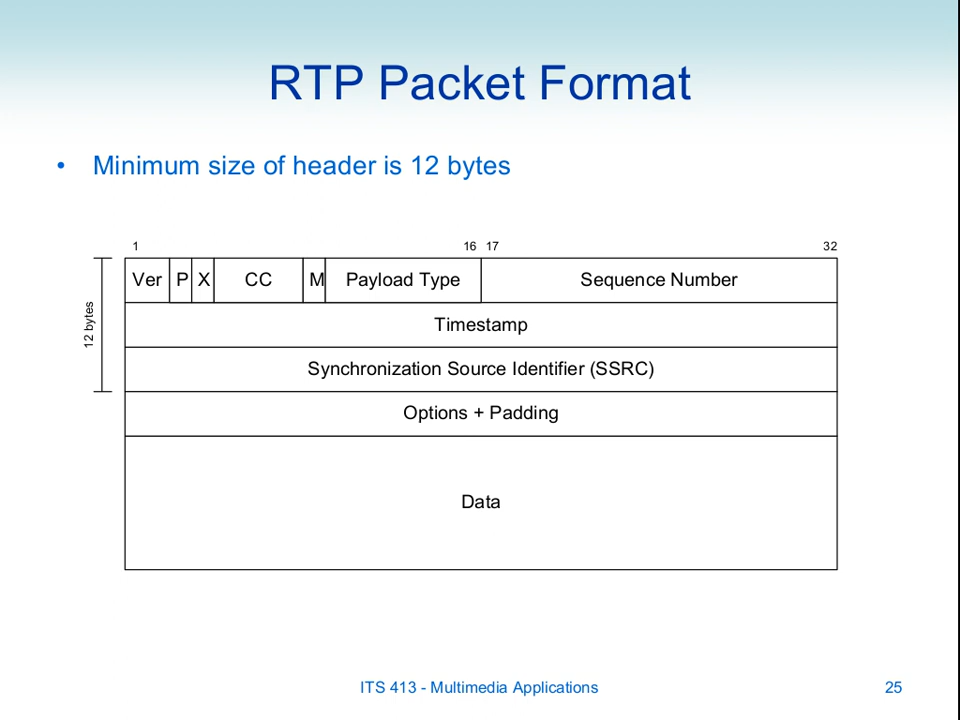 RTP Packet Format
• Minimum size of header is 12 bytes
1 16 17 32
Ver P X CC M Payload Type Sequence Number
12 bytes
Timestamp
Synchronization Source Identifier (SSRC)
Options + Padding
Data
ITS 413 - Multimedia Applications 25